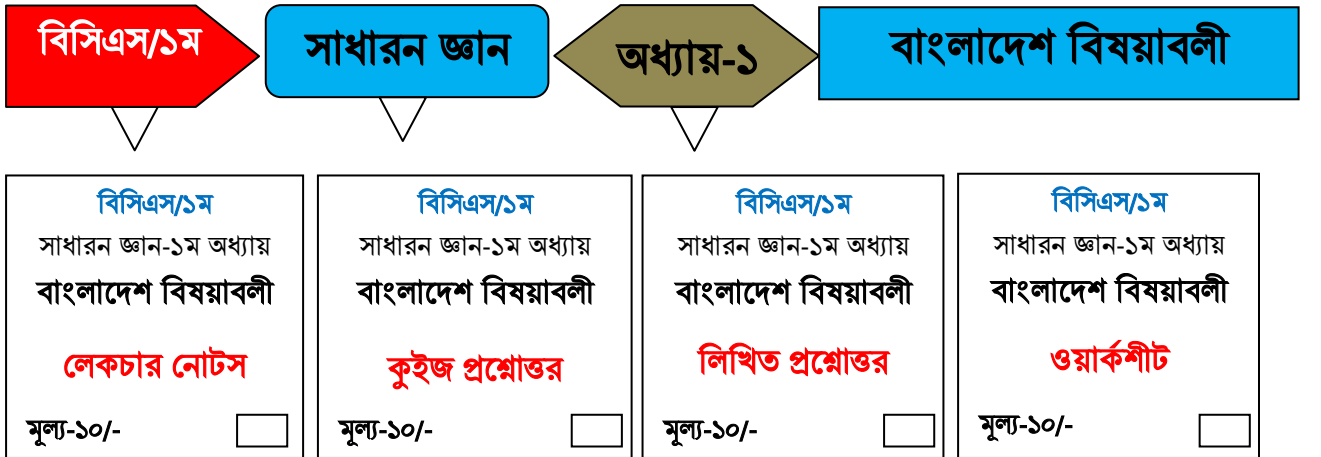 বিসিএস/১ম
সাধারন জ্ঞান
অধ্যায়-১
বাংলাদেশ বিষয়াবলী
বিসিএস/১ম
সাধারন জ্ঞান-১ম অধ্যায়
বাংলাদেশ বিষয়াবলী
লেকচার নোটস
মূল্য-১০/-
বিসিএস/১ম
সাধারন জ্ঞান-১ম অধ্যায়
বাংলাদেশ বিষয়াবলী
কুইজ প্রশ্নোত্তর
মূল্য-১০/-
বিসিএস/১ম
সাধারন জ্ঞান-১ম অধ্যায়
বাংলাদেশ বিষয়াবলী
লিখিত প্রশ্নোত্তর
মূল্য-১০/-
বিসিএস/১ম
সাধারন জ্ঞান-১ম অধ্যায়
বাংলাদেশ বিষয়াবলী
ওয়ার্কশীট
মূল্য-১০/-